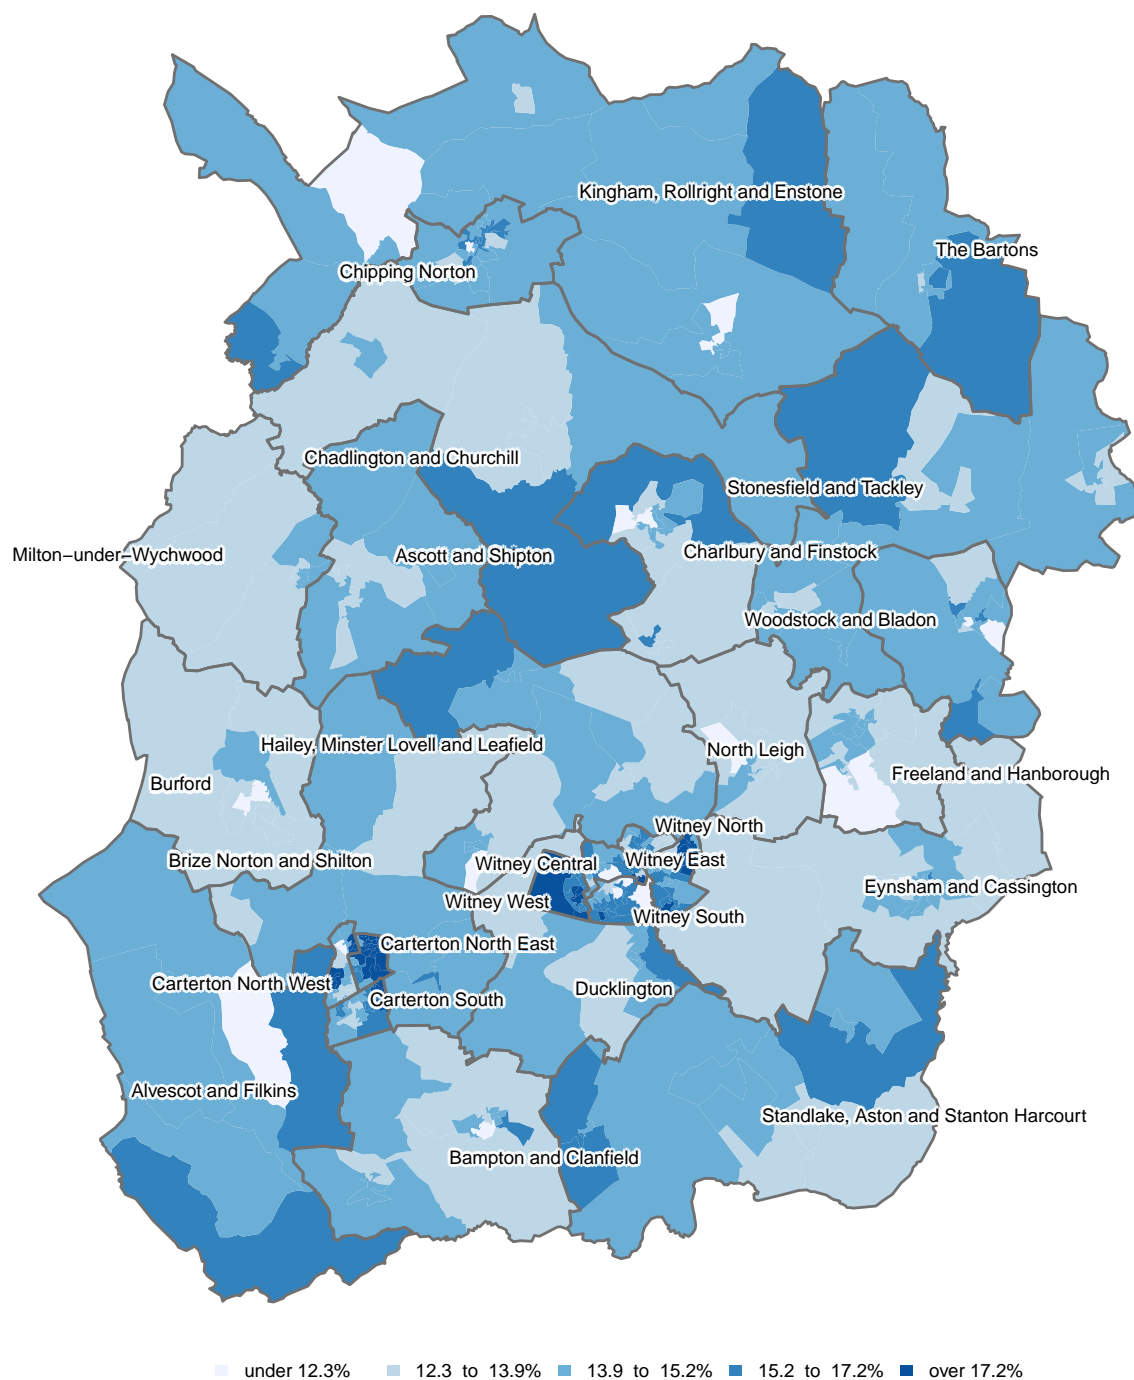 Kingham, Rollright and Enstone
The Bartons
Chipping Norton
Chadlington and Churchill
Stonesfield and Tackley
Milton−under−Wychwood
Ascott and Shipton
Charlbury and Finstock
Woodstock and Bladon
Hailey, Minster Lovell and Leafield
North Leigh
Freeland and Hanborough
Burford
Witney North
Brize Norton and Shilton
Witney Central
Witney East
Eynsham and Cassington
Witney West
Witney South
Carterton North East
Carterton North West
Carterton South
Ducklington
Alvescot and Filkins
Standlake, Aston and Stanton Harcourt
Bampton and Clanfield
under 12.3% 12.3 to 13.9% 13.9 to 15.2% 15.2 to 17.2% over 17.2%